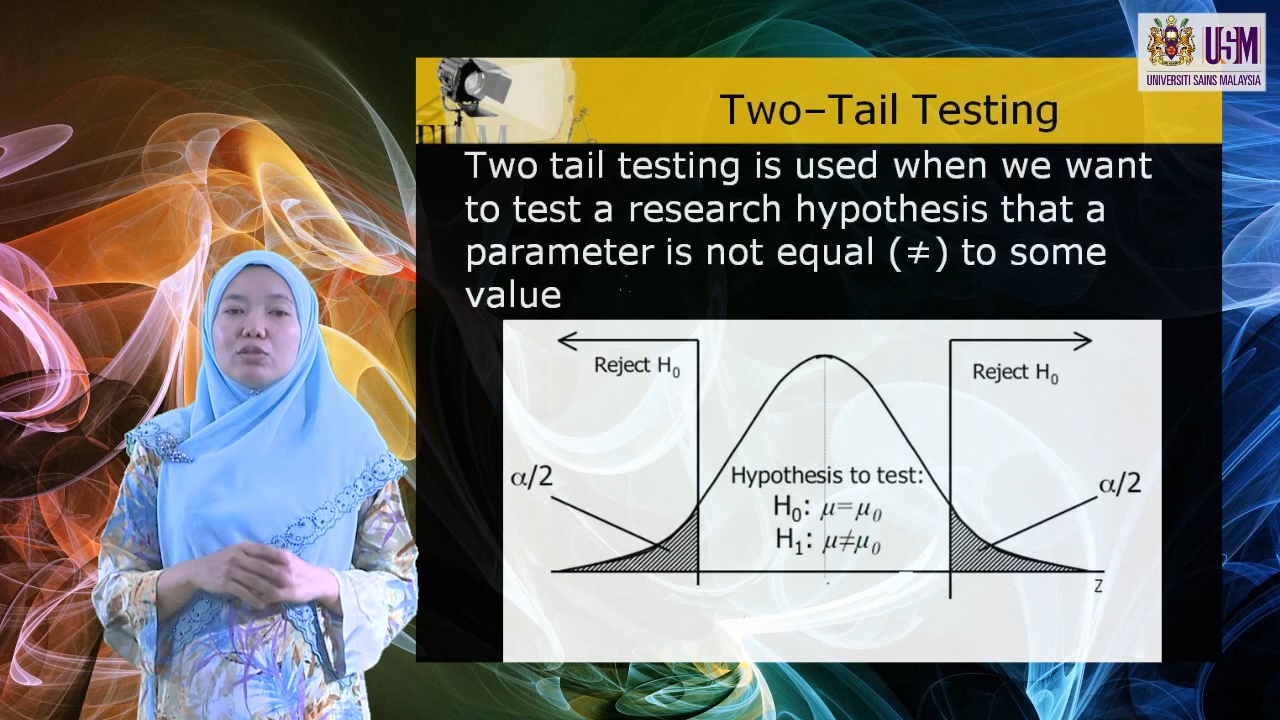 USM
UNIVERSITI SAINS MALAYSIA
FILM
Two–Tail Testing
Two tail testing is used when we want
to test a research hypothesis that a
parameter is not equal (≠) to some
value
Reject H₀
Reject H₀
α/2
α/2
Hypothesis to test:
H₀: μ=μ₀
H₁: μ≠μ₀
Z